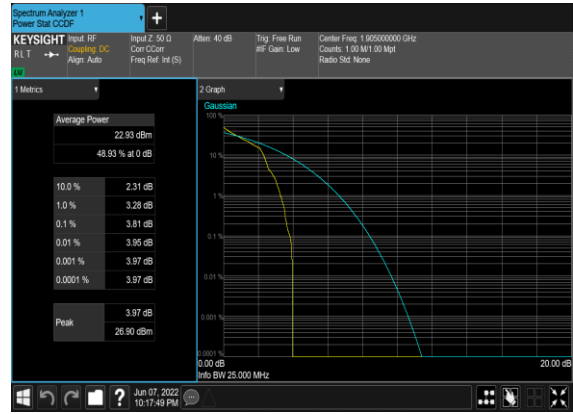 Spectrum Analyzer 1
Power Stat CCDF
KEYSIGHT
RLT
LXI
Input: RF
Coupling: DC
Align: Auto
Input Z: 50 Ω
Corr CCorr
Freq Ref: Int (S)
Atten: 40 dB
Trig: Free Run
#IF Gain: Low
Center Freq: 1.905000000 GHz
Counts: 1.00 M/1.00 Mpt
Radio Std: None
1 Metrics
Average Power
22.93 dBm
48.93 % at 0 dB
10.0 % 2.31 dB
1.0 % 3.28 dB
0.1 % 3.81 dB
0.01 % 3.95 dB
0.001 % 3.97 dB
0.0001 % 3.97 dB
Peak
3.97 dB
26.90 dBm
2 Graph
Gaussian
100 %
10 %
1 %
0.1 %
0.01 %
0.001 %
0.0001 %
0.00 dB
20.00 dB
Info BW 25.000 MHz
?
Jun 07, 2022
10:17:49 PM